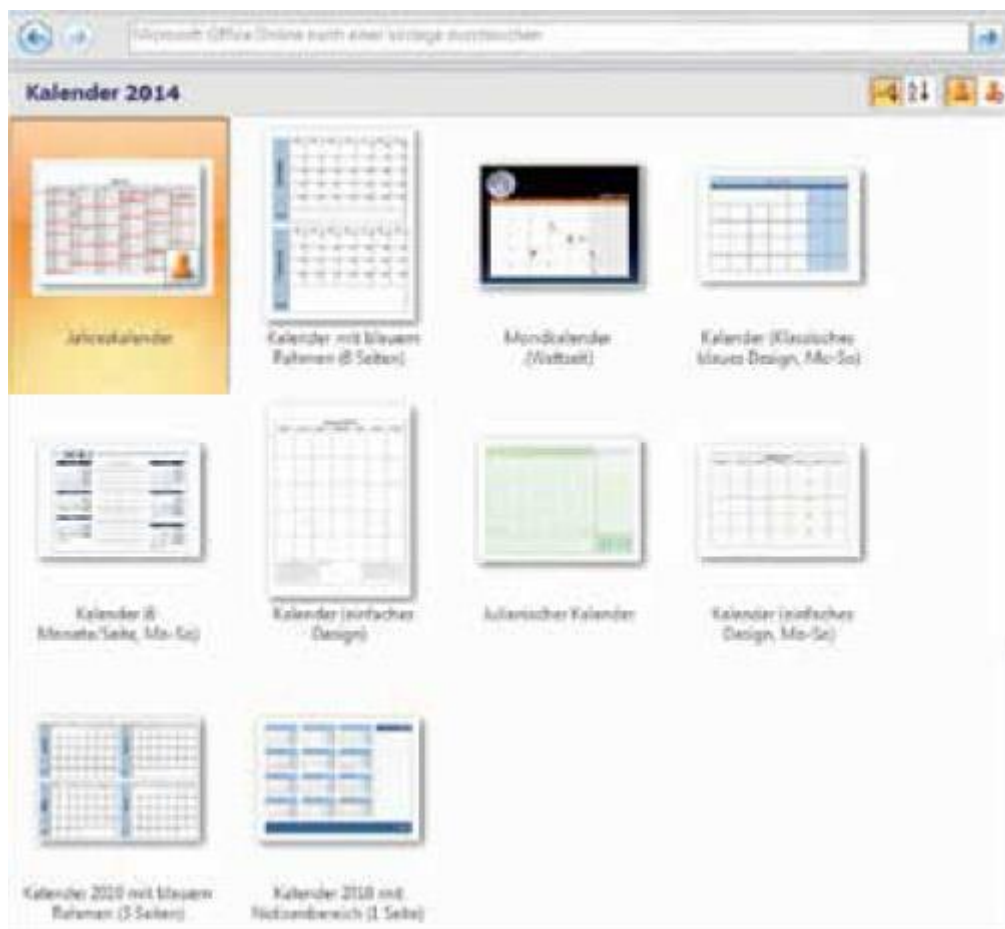 Microsoft Office Online nach einer Vorlage durchsuchen
Kalender 2014
Jahreskalender
Kalender mit blauem
Rahmen (6 Seiten)
Mondkalender
(Weltzeit)
Kalender (Klassisches
blaues Design, Mo-So)
Kalender (6
Monate/Seite, Mo-So)
Kalender (einfaches
Design)
Julianischer Kalender
Kalender (einfaches
Design, Mo-So)
Kalender 2010 mit blauem
Rahmen (3 Seiten)
Kalender 2010 mit
Notizenbereich (1 Seite)